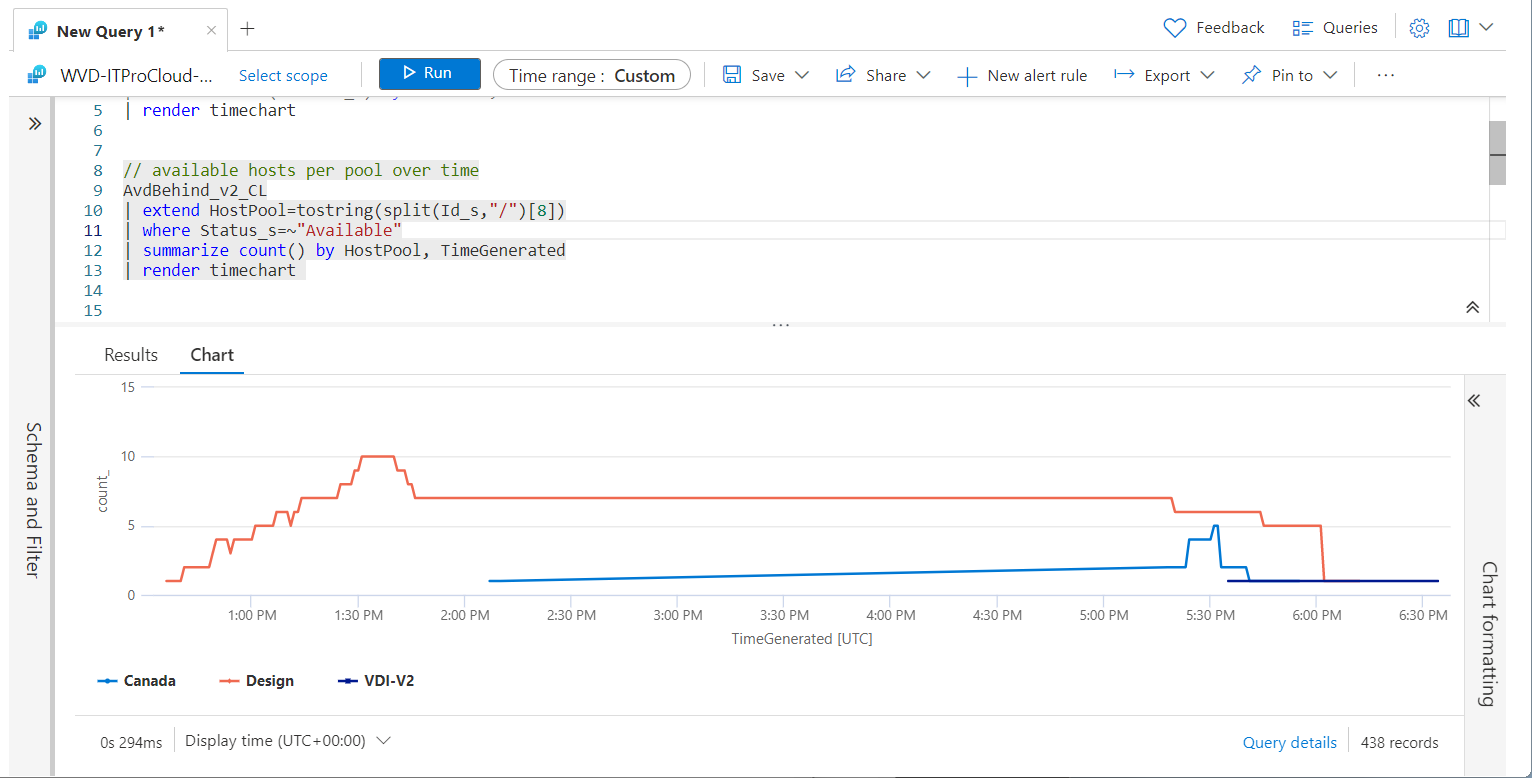 New Query 1*
Feedback
Queries
WVD-ITProCloud-...
Select scope
Run
Time range : Custom
Save
Share
New alert rule
Export
Pin to
5 | render timechart
6
7
8 // available hosts per pool over time
9 AvdBehind_v2_CL
10 | extend HostPool=tostring(split(Id_s,"/")[8])
11 | where Status_s=~"Available"
12 | summarize count() by HostPool, TimeGenerated
13 | render timechart
14
15
Schema and Filter
Results
Chart
15
10
5
0
count_
1:00 PM 1:30 PM 2:00 PM 2:30 PM 3:00 PM 3:30 PM 4:00 PM 4:30 PM 5:00 PM 5:30 PM 6:00 PM 6:30 PM
TimeGenerated [UTC]
Canada
Design
VDI-V2
Chart formatting
0s 294ms
Display time (UTC+00:00)
Query details
438 records